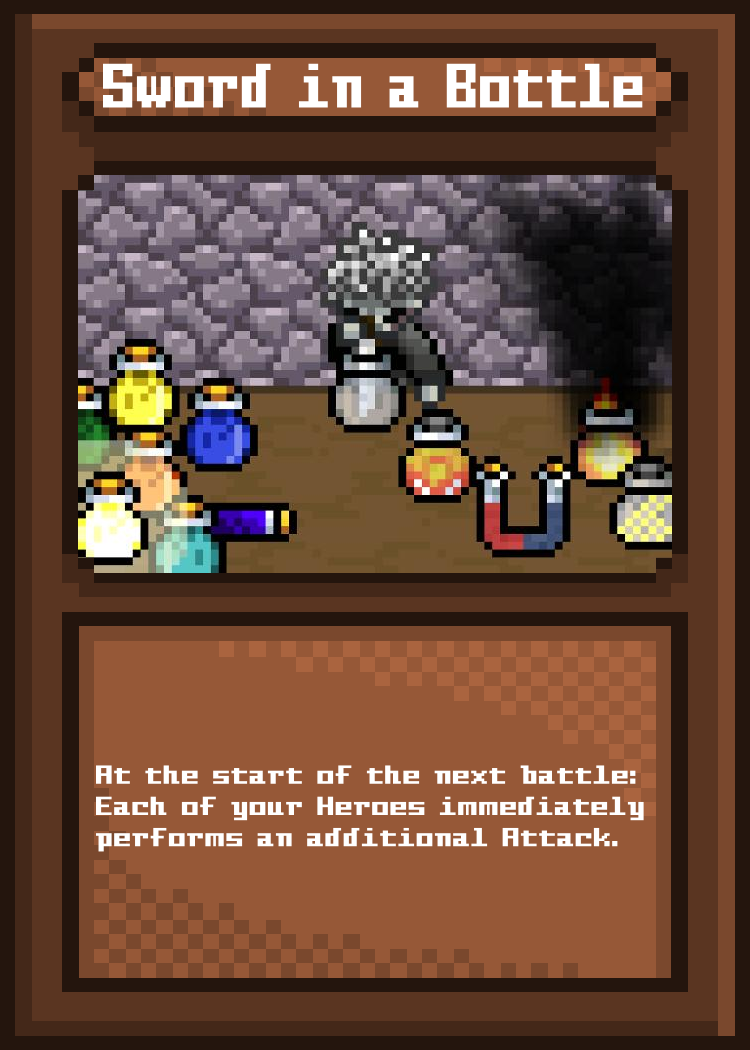 Sword in a Bottle
At the start of the next battle:
Each of your Heroes immediately
performs an additional Attack.